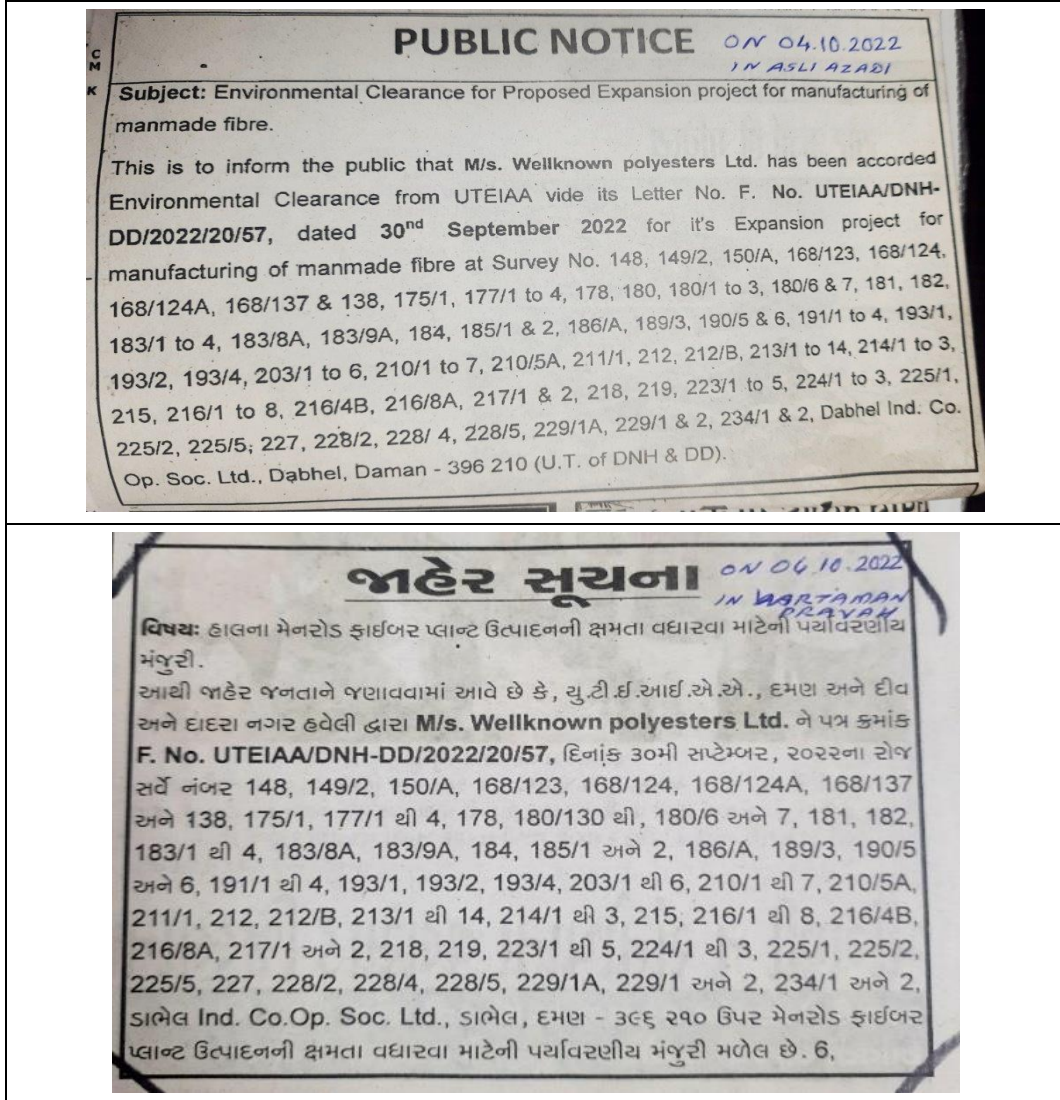 C
M
K
PUBLIC NOTICE ON 04.10.2022
IN ASLI AZADI
Subject: Environmental Clearance for Proposed Expansion project for manufacturing of
manmade fibre.
This is to inform the public that M/s. Wellknown polyesters Ltd. has been accorded
Environmental Clearance from UTEIAA vide its Letter No. F. No. UTEIAA/DNH-
DD/2022/20/57, dated 30nd September 2022 for it's Expansion project for
manufacturing of manmade fibre at Survey No. 148, 149/2, 150/A, 168/123, 168/124,
168/124A, 168/137 & 138, 175/1, 177/1 to 4, 178, 180, 180/1 to 3, 180/6 & 7, 181, 182,
183/1 to 4, 183/8A, 183/9A, 184, 185/1 & 2, 186/A, 189/3, 190/5 & 6, 191/1 to 4, 193/1,
193/2, 193/4, 203/1 to 6, 210/1 to 7, 210/5A, 211/1, 212, 212/B, 213/1 to 14, 214/1 to 3,
215, 216/1 to 8, 216/4B, 216/8A, 217/1 & 2, 218, 219, 223/1 to 5, 224/1 to 3, 225/1,
225/2, 225/5, 227, 228/2, 228/ 4, 228/5, 229/1A, 229/1 & 2, 234/1 & 2, Dabhel Ind. Co.
Op. Soc. Ltd., Dabhel, Daman - 396 210 (U.T. of DNH & DD).
જાહેર સૂચના ON 04.10.2022
IN VARTAMAN
PRAVAH
વિષય: હાલના મેનરોડ ફાઈબર પ્લાન્ટ ઉત્પાદનની ક્ષમતા વધારવા માટેની પર્યાવરણીય
મંજુરી.
આથી જાહેર જનતાને જણાવવામાં આવે છે કે, યુ.ટી.ઈ.આઈ.એ.એ., દમણ અને દીવ
અને દાદરા નગર હવેલી દ્વારા M/s. Wellknown polyesters Ltd. ને પત્ર ક્રમાંક
F. No. UTEIAA/DNH-DD/2022/20/57, દિનાંક ૩૦મી સપ્ટેમ્બર, ૨૦૨૨ના રોજ
સર્વે નંબર 148, 149/2, 150/A, 168/123, 168/124, 168/124A, 168/137
અને 138, 175/1, 177/1 થી 4, 178, 180/130 થી, 180/6 અને 7, 181, 182,
183/1 થી 4, 183/8A, 183/9A, 184, 185/1 અને 2, 186/A, 189/3, 190/5
અને 6, 191/1 થી 4, 193/1, 193/2, 193/4, 203/1 થી 6, 210/1 થી 7, 210/5A,
211/1, 212, 212/B, 213/1 થી 14, 214/1 થી 3, 215, 216/1 થી 8, 216/4B,
216/8A, 217/1 અને 2, 218, 219, 223/1 થી 5, 224/1 થી 3, 225/1, 225/2,
225/5, 227, 228/2, 228/4, 228/5, 229/1A, 229/1 અને 2, 234/1 અને 2,
ડાભેલ Ind. Co.Op. Soc. Ltd., ડાભેલ, દમણ - ૩૯૬ ૨૧૦ ઉપર મેનરોડ ફાઈબર
પ્લાન્ટ ઉત્પાદનની ક્ષમતા વધારવા માટેની પર્યાવરણીય મંજુરી મળેલ છે. 6,